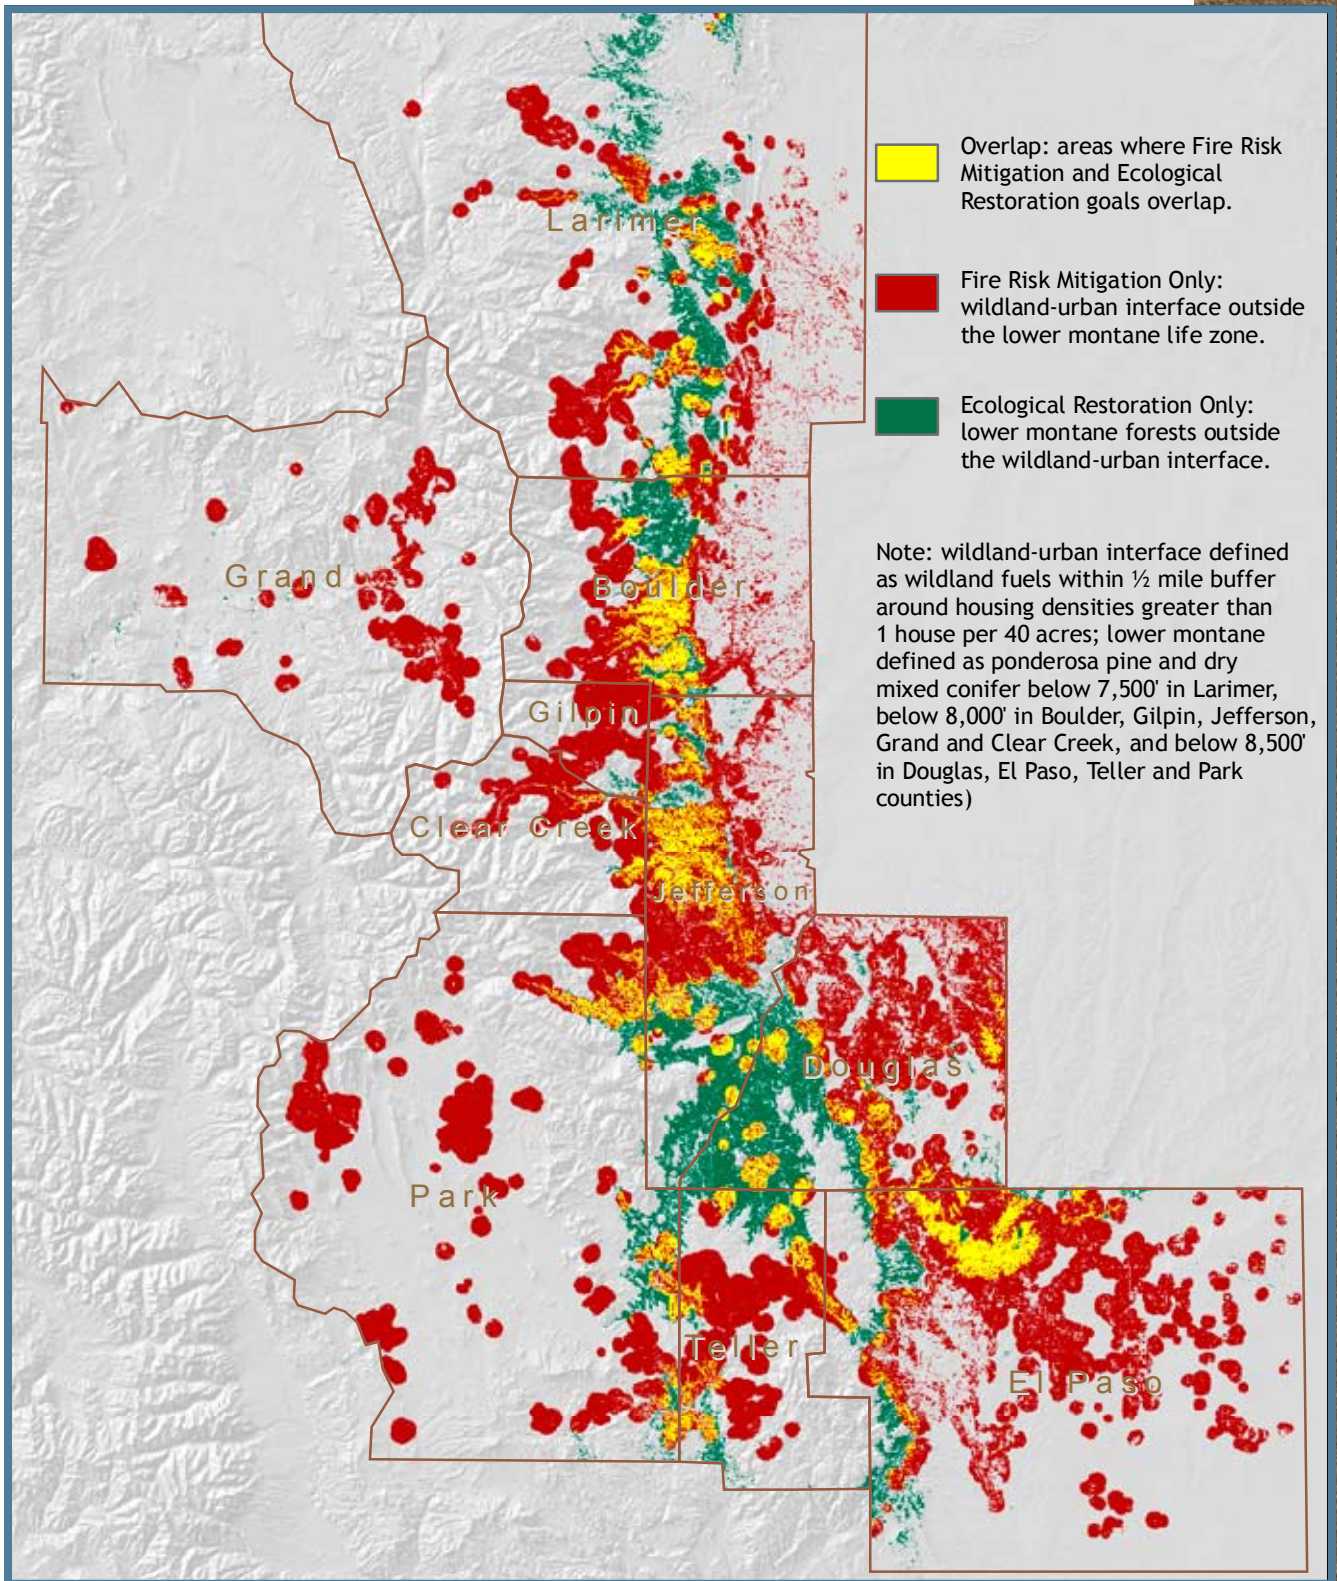 Overlap: areas where Fire Risk
Mitigation and Ecological
Restoration goals overlap.
Fire Risk Mitigation Only:
wildland-urban interface outside
the lower montane life zone.
Ecological Restoration Only:
lower montane forests outside
the wildland-urban interface.
Note: wildland-urban interface defined
as wildland fuels within ½ mile buffer
around housing densities greater than
1 house per 40 acres; lower montane
defined as ponderosa pine and dry
mixed conifer below 7,500' in Larimer,
below 8,000' in Boulder, Gilpin, Jefferson,
Grand and Clear Creek, and below 8,500'
in Douglas, El Paso, Teller and Park
counties)
Larimer
Grand
Boulder
Gilpin
Clear Creek
Jefferson
Douglas
Park
Teller
El Paso